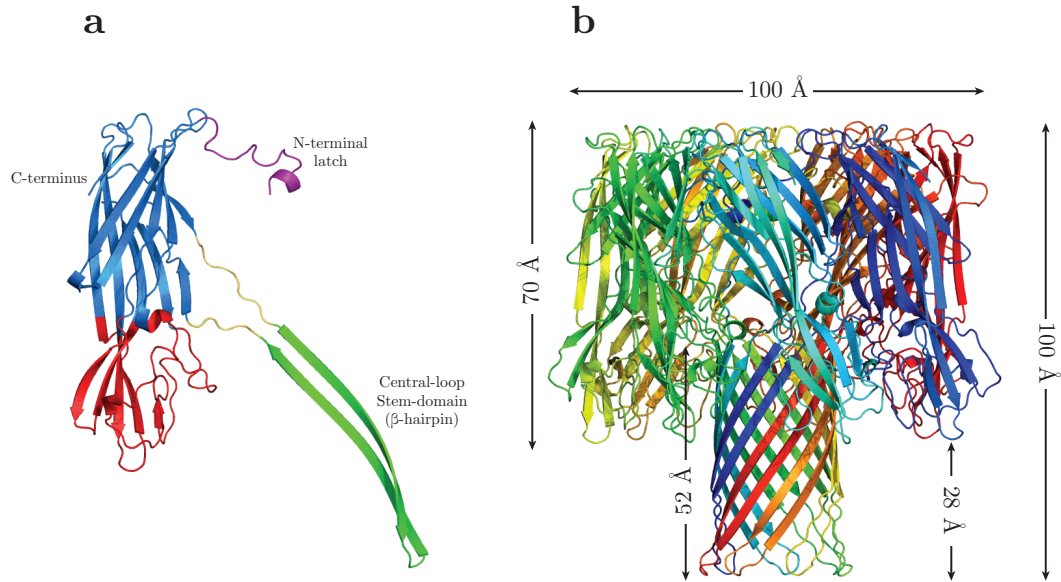 a
N-terminal
latch
C-terminus
Central-loop
Stem-domain
(β-hairpin)
b
100 Å
70 Å
52 Å
28 Å
100 Å